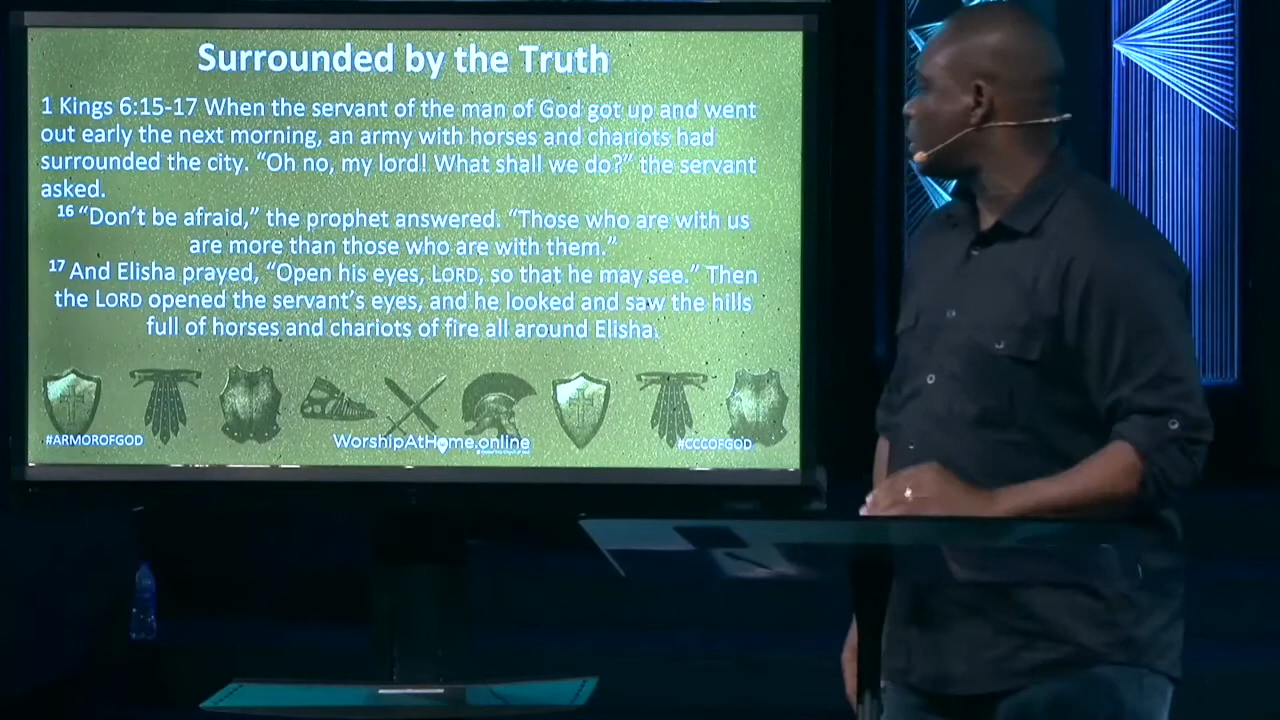 Surrounded by the Truth
1 Kings 6:15-17 When the servant of the man of God got up and went
out early the next morning, an army with horses and chariots had
surrounded the city. “Oh no, my lord! What shall we do?” the servant
asked.
16 “Don’t be afraid,” the prophet answered. “Those who are with us
are more than those who are with them.”
17 And Elisha prayed, “Open his eyes, LORD, so that he may see.” Then
the LORD opened the servant’s eyes, and he looked and saw the hills
full of horses and chariots of fire all around Elisha.
#ARMOROFGOD WorshipAtHome.online #CCCOFGOD